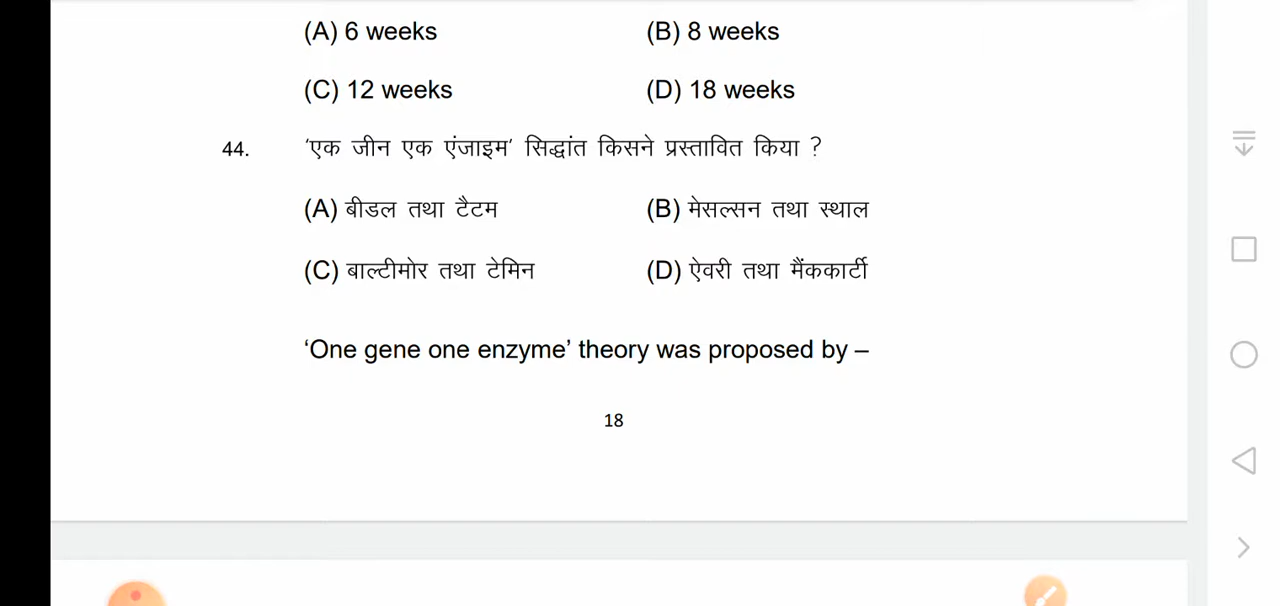 (A) 6 weeks (B) 8 weeks
(C) 12 weeks (D) 18 weeks
44. 'एक जीन एक एंजाइम' सिद्धांत किसने प्रस्तावित किया ?
(A) बीडल तथा टैटम (B) मेसल्सन तथा स्थाल
(C) बाल्टीमोर तथा टेमिन (D) ऐवरी तथा मैंककार्टी
‘One gene one enzyme’ theory was proposed by –
18